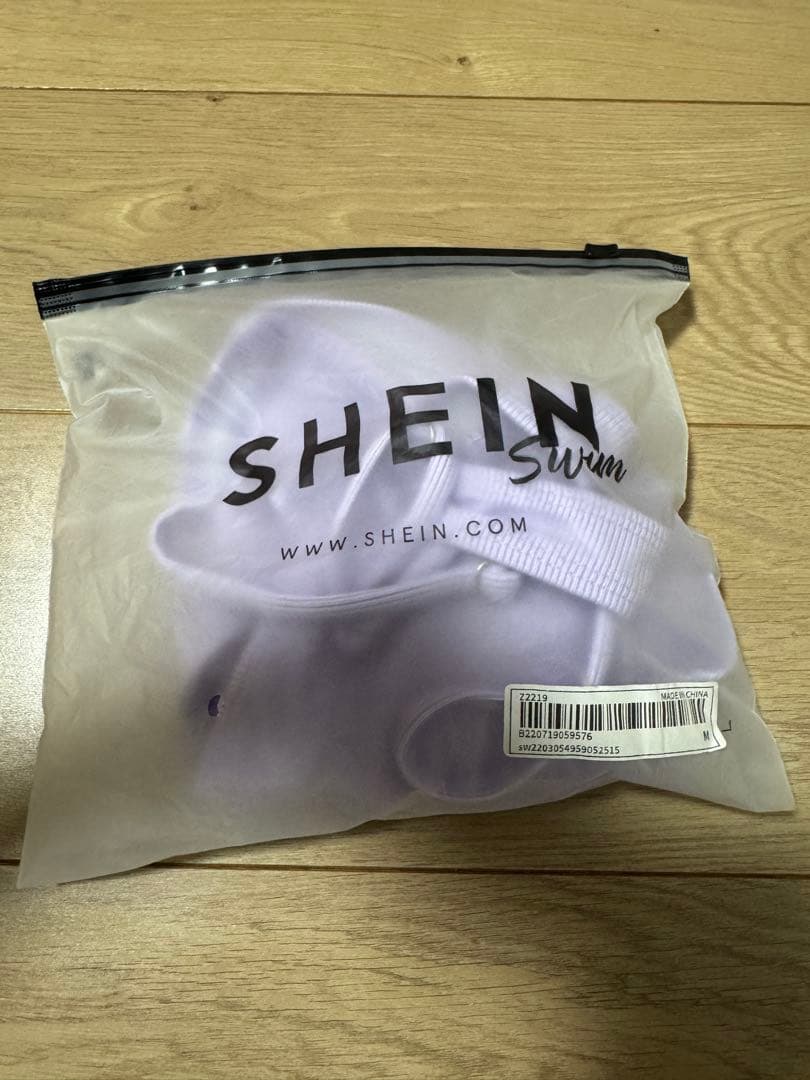 SHEIN
Swim
www.SHEIN.COM
Z2219 MADE IN CHINA
B220719059576 M
sw2203054959052515